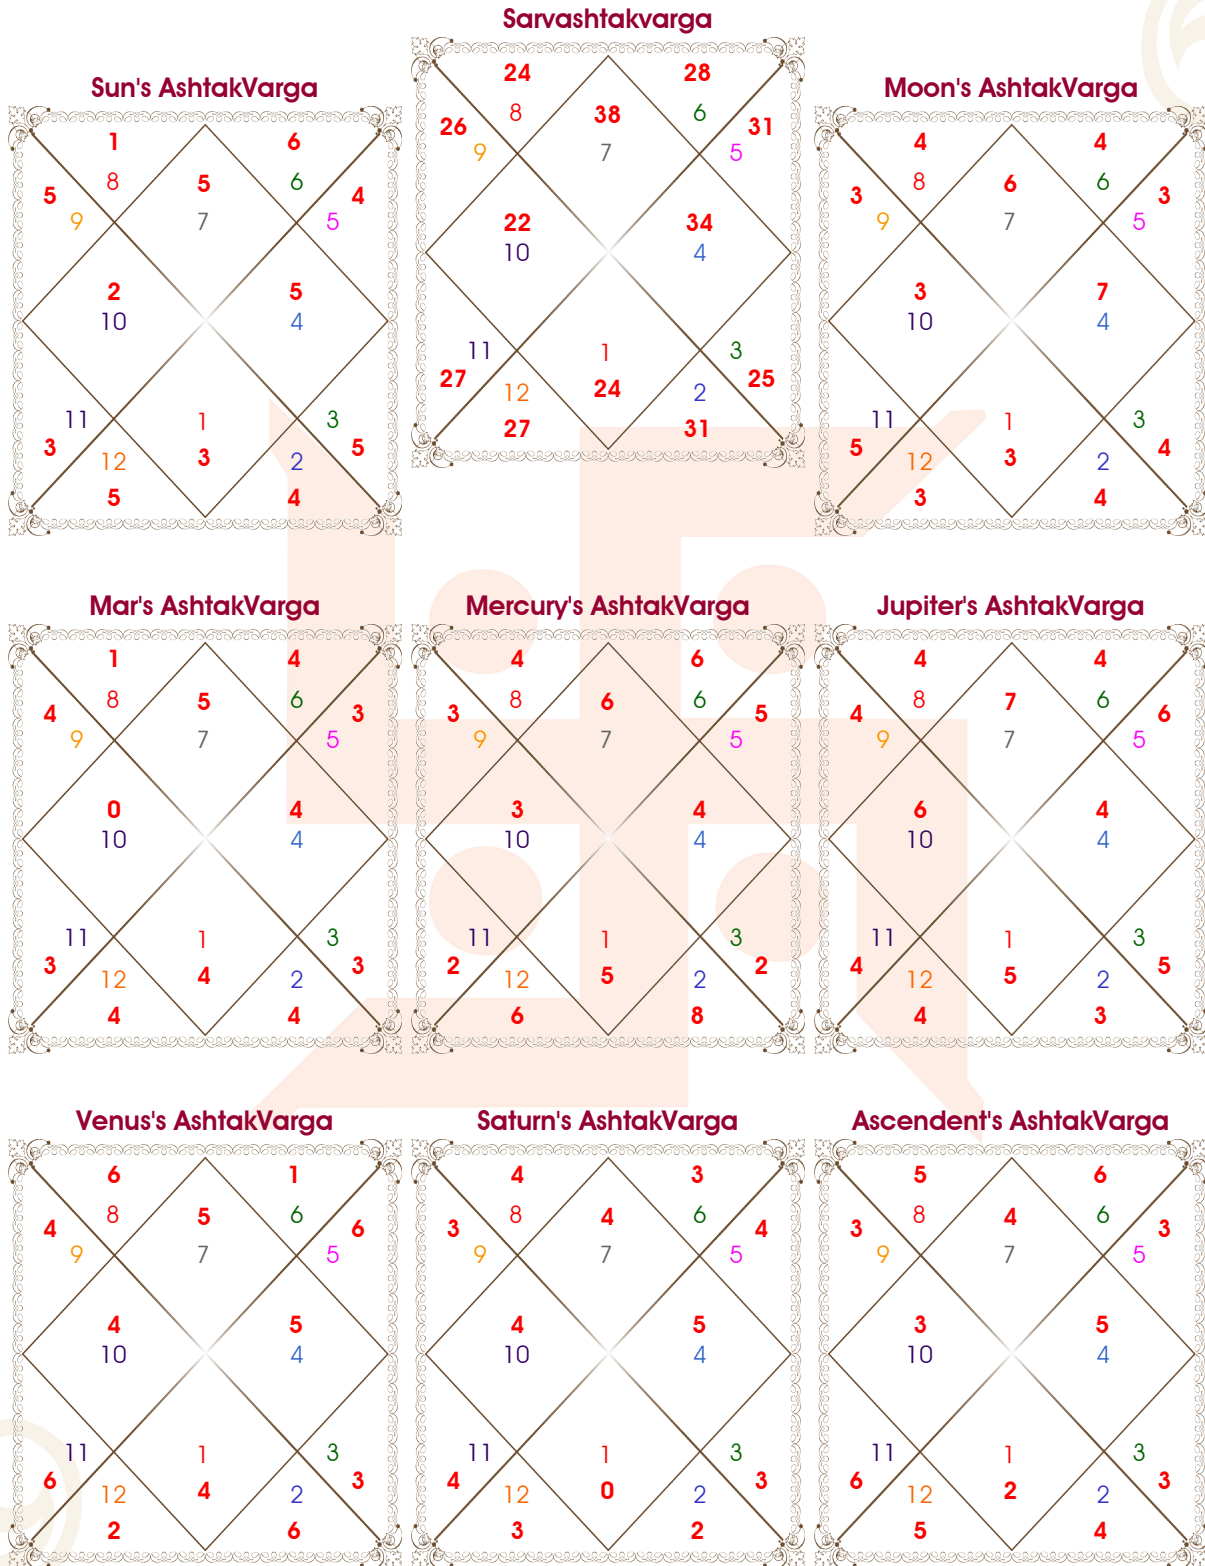 Sarvashtakvarga
24 28
26 8 38 6 31
9 7 5
22 34
10 4
11 1 3
27 12 24 2 25
27 31
Sun's AshtakVarga
1 6
5 8 5 6 4
9 7 5
2 5
10 4
11 1 3
3 12 3 2 5
5 4
Moon's AshtakVarga
4 4
3 8 6 6 3
9 7 5
3 7
10 4
11 1 3
5 12 3 2 4
3 4
Mar's AshtakVarga
1 4
4 8 5 6 3
9 7 5
0 4
10 4
11 1 3
3 12 4 2 3
4 4
Mercury's AshtakVarga
4 6
3 8 6 6 5
9 7 5
3 4
10 4
11 1 3
2 12 5 2 2
6 8
Jupiter's AshtakVarga
4 4
4 8 7 6 6
9 7 5
6 4
10 4
11 1 3
4 12 5 2 5
4 3
Venus's AshtakVarga
6 1
4 8 5 6 6
9 7 5
4 5
10 4
11 1 3
6 12 4 2 3
2 6
Saturn's AshtakVarga
4 3
3 8 4 6 4
9 7 5
4 5
10 4
11 1 3
4 12 0 2 3
3 2
Ascendent's AshtakVarga
5 6
3 8 4 6 3
9 7 5
3 5
10 4
11 1 3
6 12 2 2 3
5 4